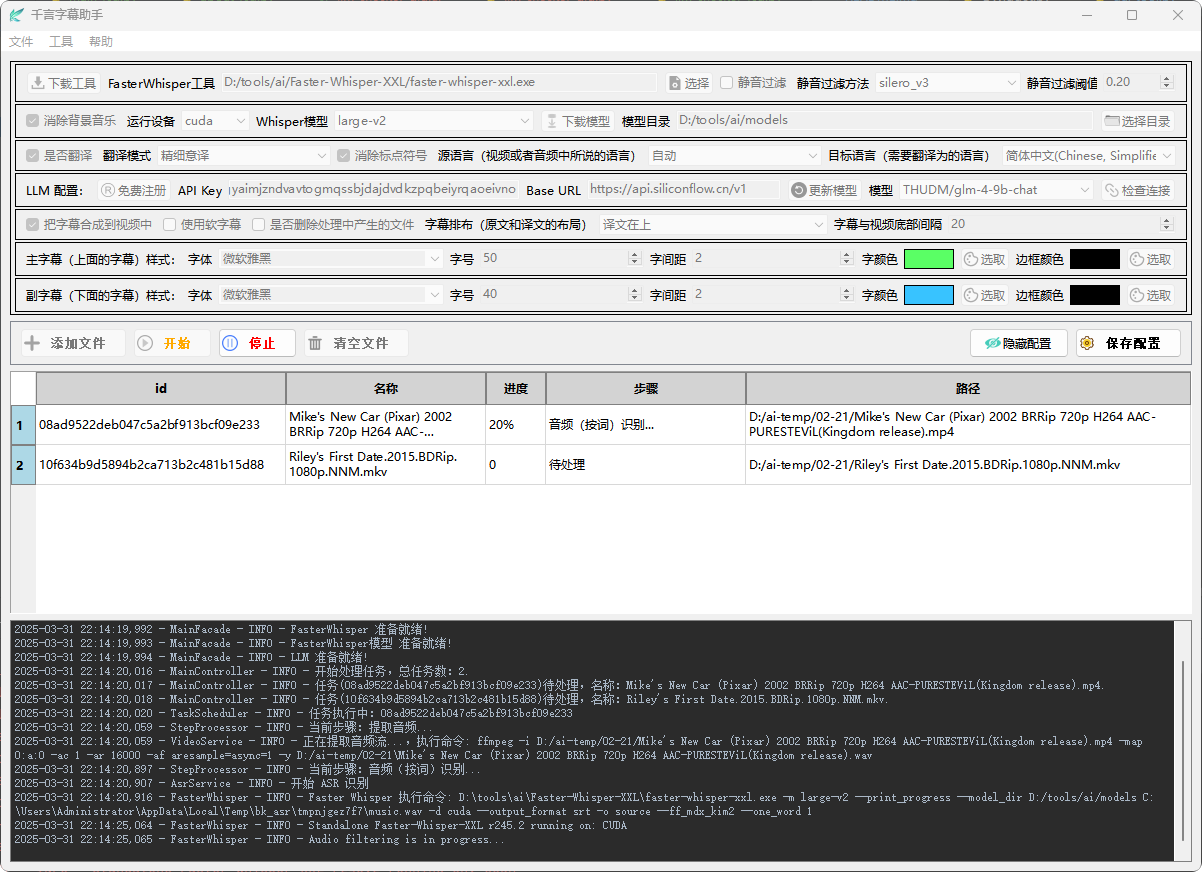 千言字幕助手
文件 工具 帮助
下载工具 FasterWhisper工具 D:/tools/ai/Faster-Whisper-XXL/faster-whisper-xxl.exe 选择 静音过滤 静音过滤方法 silero_v3 静音过滤阈值 0.20
消除背景音乐 运行设备 cuda Whisper模型 large-v2 下载模型 模型目录 D:/tools/ai/models 选择目录
是否翻译 翻译模式 精细意译 消除标点符号 源语言（视频或者音频中所说的语言） 自动 目标语言（需要翻译为的语言） 简体中文(Chinese, Simplifie
LLM 配置: 免费注册 API Key Base URL https://api.siliconflow.cn/v1 更新模型 模型 THUDM/glm-4-9b-chat 检查连接
把字幕合成到视频中 使用软字幕 是否删除处理中产生的文件 字幕排布（原文和译文的布局） 译文在上 字幕与视频底部间隔 20
主字幕（上面的字幕）样式: 字体 微软雅黑 字号 50 字间距 2 字颜色 选取 边框颜色 选取
副字幕（下面的字幕）样式: 字体 微软雅黑 字号 40 字间距 2 字颜色 选取 边框颜色 选取
添加文件 开始 停止 清空文件 隐藏配置 保存配置
id 名称 进度 步骤 路径
1 08ad9522deb047c5a2bf913bcf09e233 Mike's New Car (Pixar) 2002 BRRip 720p H264 AAC-... 20% 音频（按词）识别... D:/ai-temp/02-21/Mike's New Car (Pixar) 2002 BRRip 720p H264 AAC-PURESTEViL(Kingdom release).mp4
2 10f634b9d5894b2ca713b2c481b15d88 Riley's First Date.2015.BDRip.1080p.NNM.mkv 0 待处理 D:/ai-temp/02-21/Riley's First Date.2015.BDRip.1080p.NNM.mkv
2025-03-31 22:14:19,992 - MainFacade - INFO - FasterWhisper 准备就绪!
2025-03-31 22:14:19,993 - MainFacade - INFO - FasterWhisper模型 准备就绪!
2025-03-31 22:14:19,994 - MainFacade - INFO - LLM 准备就绪!
2025-03-31 22:14:20,016 - MainController - INFO - 开始处理任务，总任务数: 2.
2025-03-31 22:14:20,017 - MainController - INFO - 任务(08ad9522deb047c5a2bf913bcf09e233)待处理，名称: Mike's New Car (Pixar) 2002 BRRip 720p H264 AAC-PURESTEViL(Kingdom release).mp4.
2025-03-31 22:14:20,018 - MainController - INFO - 任务(10f634b9d5894b2ca713b2c481b15d88)待处理，名称: Riley's First Date.2015.BDRip.1080p.NNM.mkv.
2025-03-31 22:14:20,020 - TaskScheduler - INFO - 任务执行中: 08ad9522deb047c5a2bf913bcf09e233
2025-03-31 22:14:20,059 - StepProcessor - INFO - 当前步骤: 提取音频...
2025-03-31 22:14:20,059 - VideoService - INFO - 正在提取音频流...，执行命令: ffmpeg -i D:/ai-temp/02-21/Mike's New Car (Pixar) 2002 BRRip 720p H264 AAC-PURESTEViL(Kingdom release).mp4 -map
0:a:0 -ac 1 -ar 16000 -af aresample=async=1 -y D:/ai-temp/02-21\Mike's New Car (Pixar) 2002 BRRip 720p H264 AAC-PURESTEViL(Kingdom release).wav
2025-03-31 22:14:20,897 - StepProcessor - INFO - 当前步骤: 音频（按词）识别...
2025-03-31 22:14:20,907 - AsrService - INFO - 开始 ASR 识别
2025-03-31 22:14:20,916 - FasterWhisper - INFO - Faster Whisper 执行命令: D:\tools\ai\Faster-Whisper-XXL\faster-whisper-xxl.exe -m large-v2 --print_progress --model_dir D:/tools/ai/models C:
\Users\Administrator\AppData\Local\Temp\bk_asr\tmpnjgez7f7\music.wav -d cuda --output_format srt -o source --ff_mdx_kim2 --one_word 1
2025-03-31 22:14:25,064 - FasterWhisper - INFO - Standalone Faster-Whisper-XXL r245.2 running on: CUDA
2025-03-31 22:14:25,065 - FasterWhisper - INFO - Audio filtering is in progress...